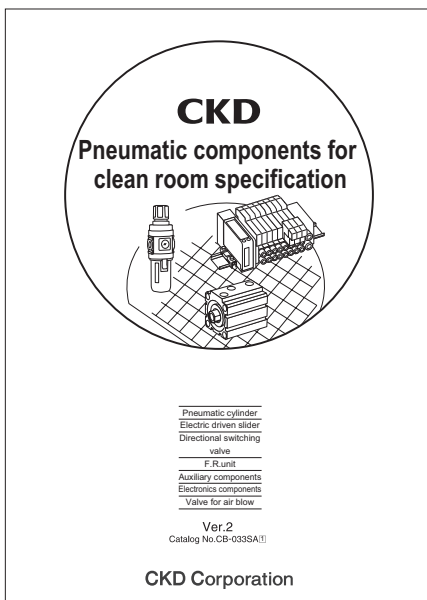 CKD
Pneumatic components for
clean room specification
Pneumatic cylinder
Electric driven slider
Directional switching
valve
F.R.unit
Auxiliary components
Electronics components
Valve for air blow
Ver.2
Catalog No.CB-033SA①
CKD Corporation